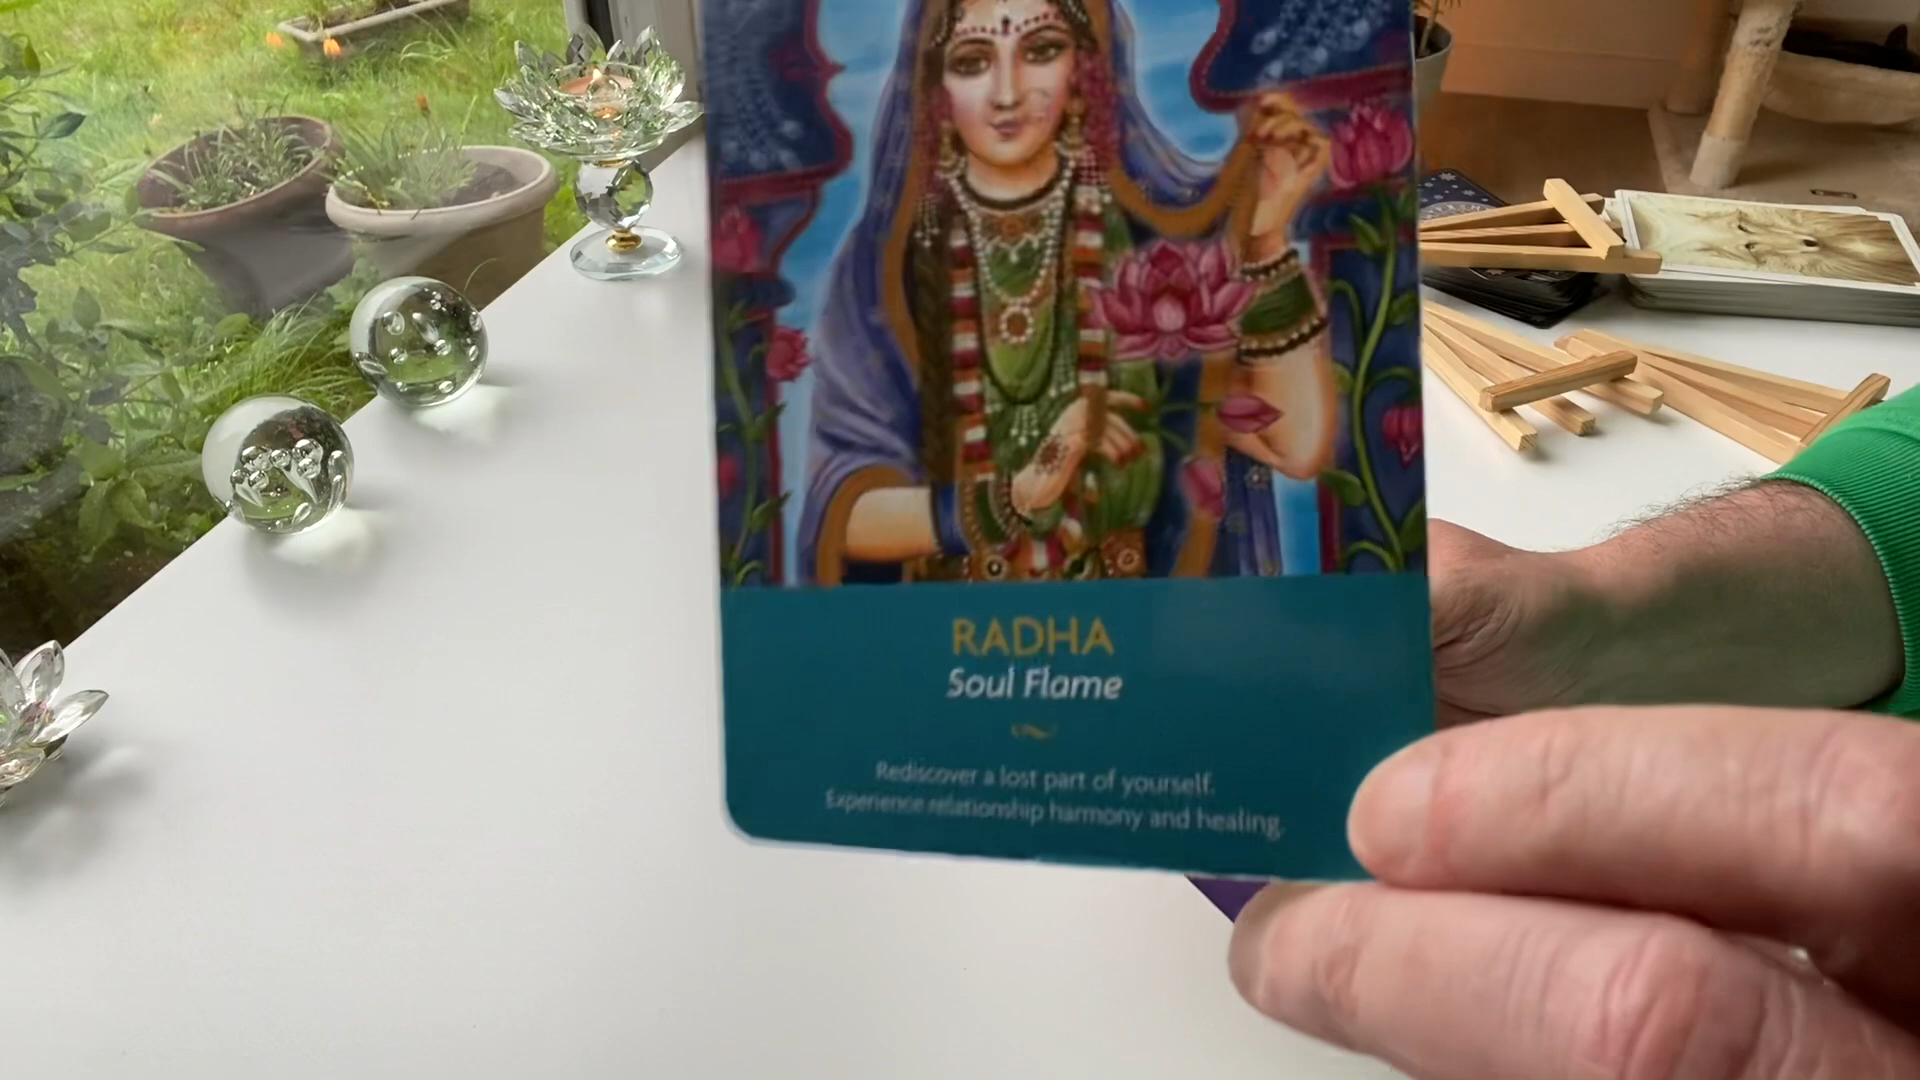 RADHA
Soul Flame
Rediscover a lost part of yourself.
Experience relationship harmony and healing.